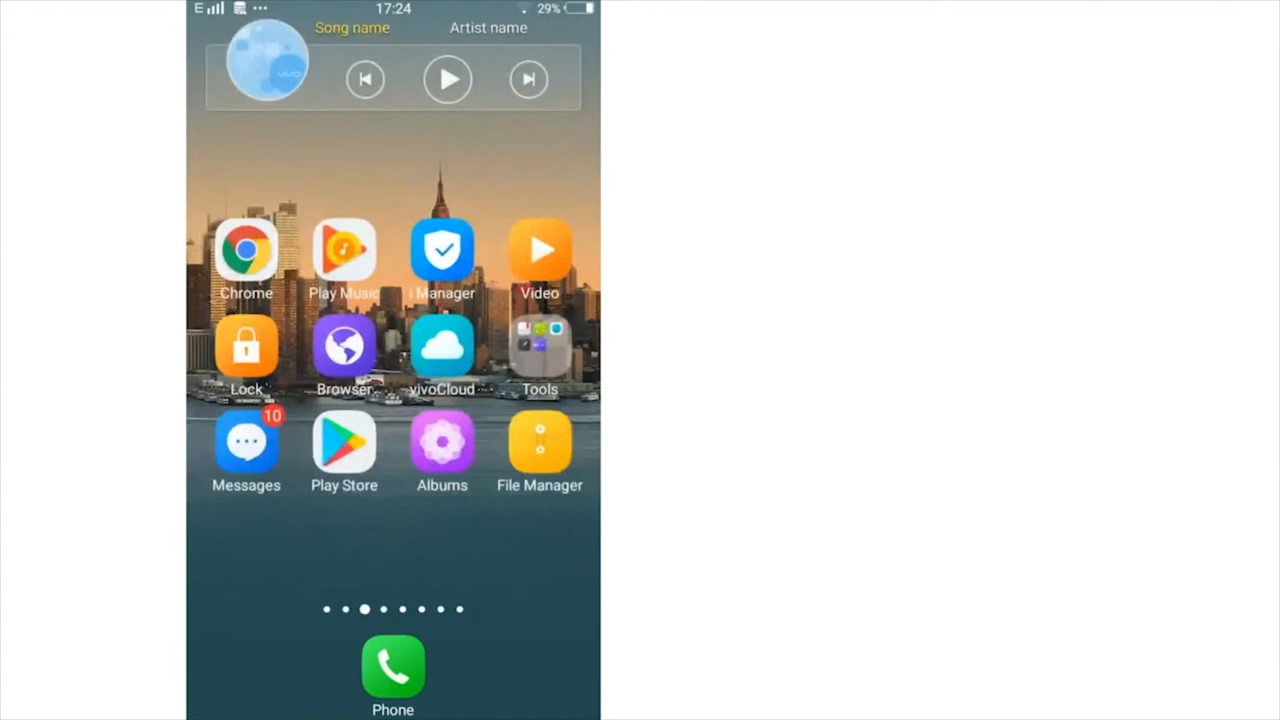 E 17:24 29%
Song name Artist name
vivo
Chrome Play Music i Manager Video
Lock Browser vivoCloud Tools
10
Messages Play Store Albums File Manager
Phone